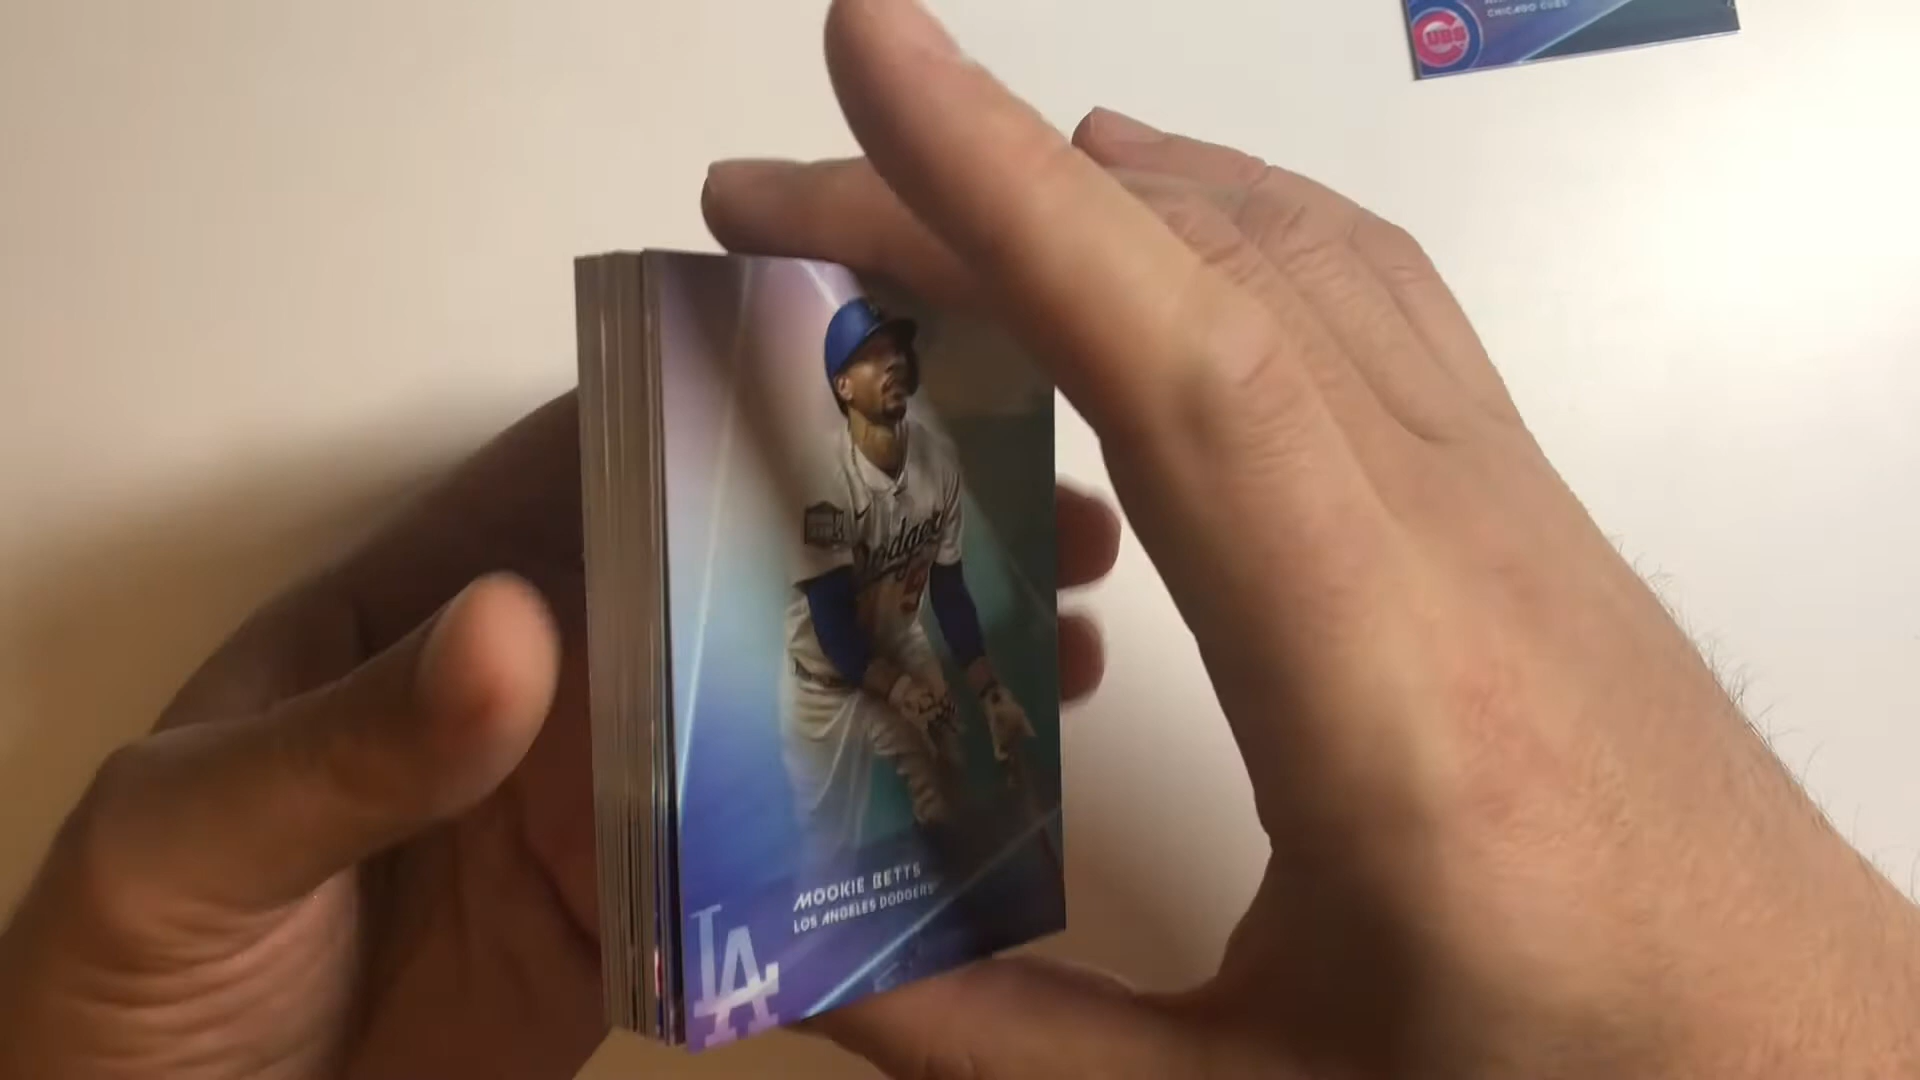 CHICAGO CUBS
CUBS
Dodgers
MOOKIE BETTS
LOS ANGELES DODGERS
LA